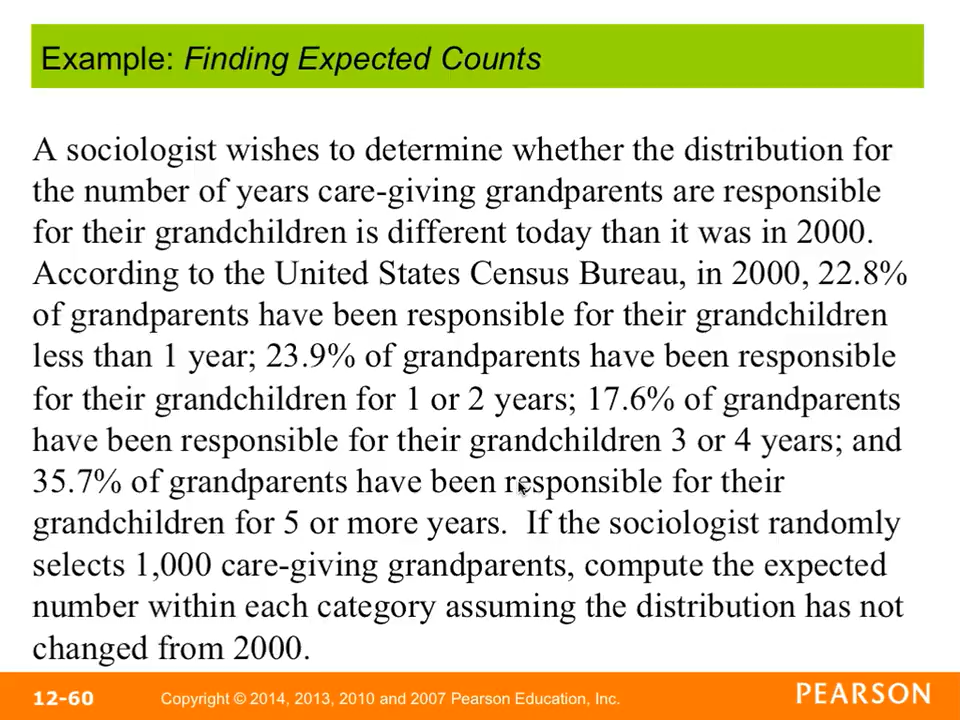 Example: Finding Expected Counts
A sociologist wishes to determine whether the distribution for
the number of years care-giving grandparents are responsible
for their grandchildren is different today than it was in 2000.
According to the United States Census Bureau, in 2000, 22.8%
of grandparents have been responsible for their grandchildren
less than 1 year; 23.9% of grandparents have been responsible
for their grandchildren for 1 or 2 years; 17.6% of grandparents
have been responsible for their grandchildren 3 or 4 years; and
35.7% of grandparents have been responsible for their
grandchildren for 5 or more years. If the sociologist randomly
selects 1,000 care-giving grandparents, compute the expected
number within each category assuming the distribution has not
changed from 2000.
12-60 Copyright © 2014, 2013, 2010 and 2007 Pearson Education, Inc. PEARSON